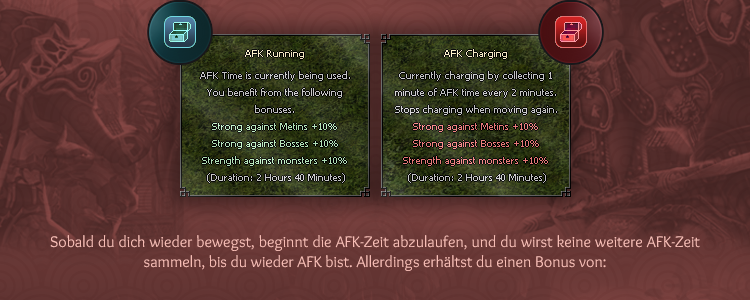 AFK Running
AFK Time is currently being used.
You benefit from the following
bonuses.
Strong against Metins +10%
Strong against Bosses +10%
Strength against monsters +10%
(Duration: 2 Hours 40 Minutes)
AFK Charging
Currently charging by collecting 1
minute of AFK time every 2 minutes.
Stops charging when moving again.
Strong against Metins +10%
Strong against Bosses +10%
Strength against monsters +10%
(Duration: 2 Hours 40 Minutes)
Sobald du dich wieder bewegst, beginnt die AFK-Zeit abzulaufen, und du wirst keine weitere AFK-Zeit
sammeln, bis du wieder AFK bist. Allerdings erhältst du einen Bonus von: